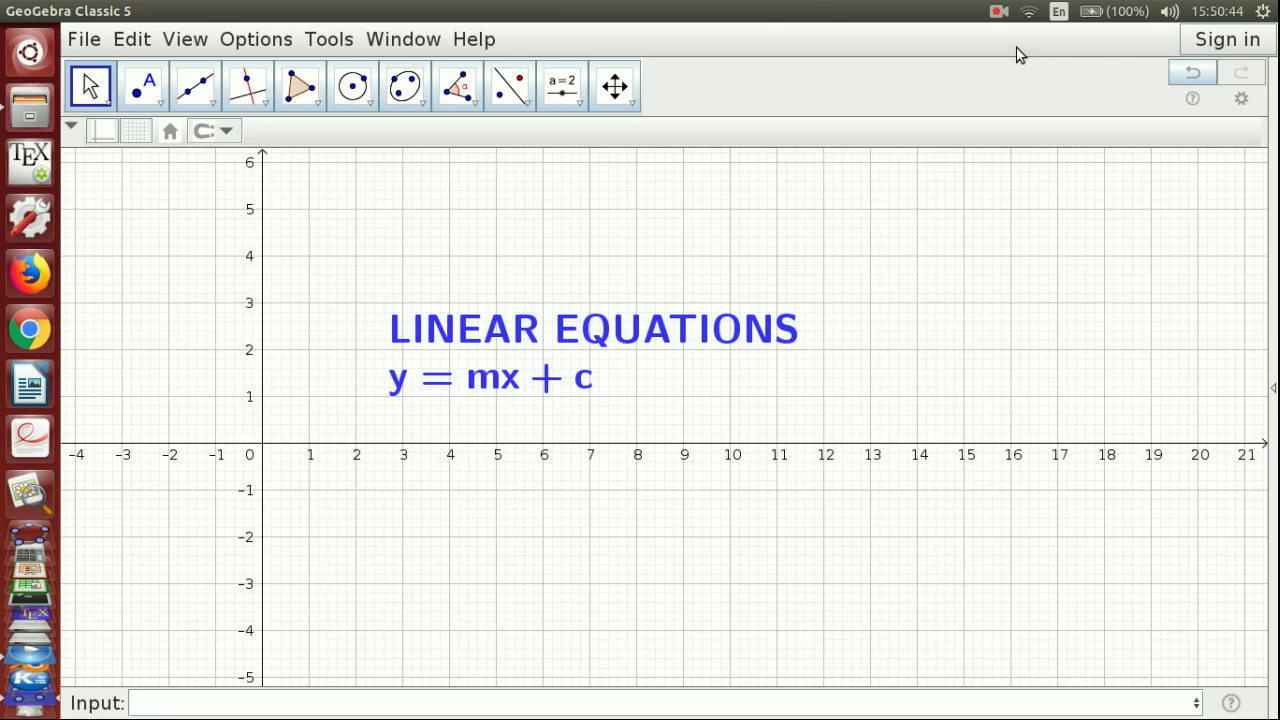 GeoGebra Classic 5
En
(100%)
15:50:44
File Edit View Options Tools Window Help
Sign in
A
α
a=2
TEX
6
5
4
3
LINEAR EQUATIONS
2
y = mx + c
1
-4 -3 -2 -1 0 1 2 3 4 5 6 7 8 9 10 11 12 13 14 15 16 17 18 19 20 21
-1
-2
-3
-4
-5
TEX
K
Input: